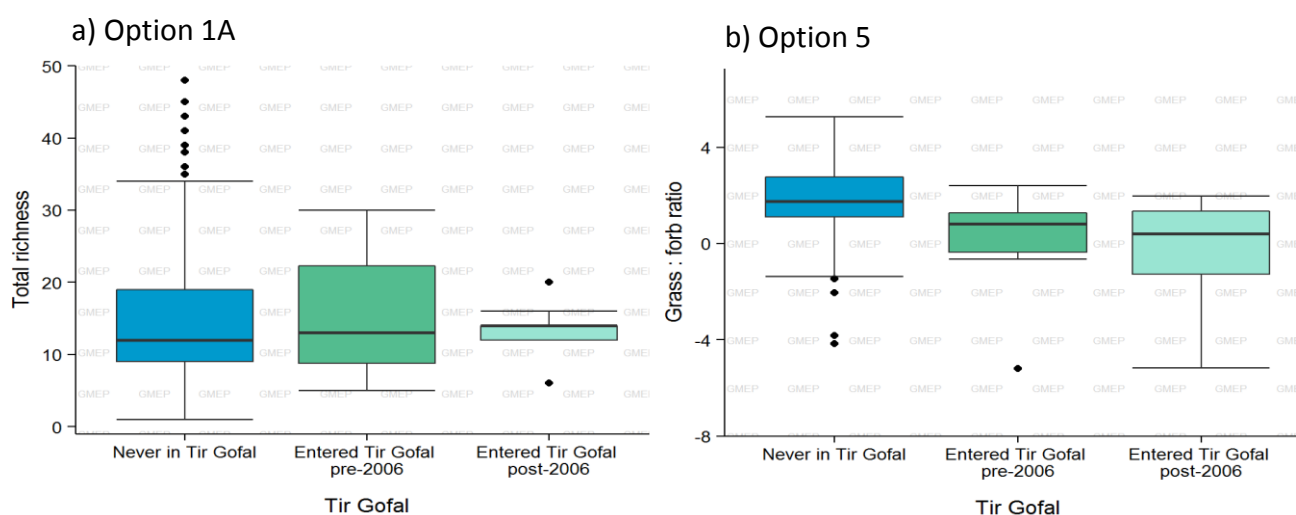 a) Option 1A
50
40
30
20
10
0
Total richness
Never in Tir Gofal
Entered Tir Gofal
pre-2006
Entered Tir Gofal
post-2006
Tir Gofal
GMEP
b) Option 5
4
0
-4
-8
Grass : forb ratio
Never in Tir Gofal
Entered Tir Gofal
pre-2006
Entered Tir Gofal
post-2006
Tir Gofal
GMEP